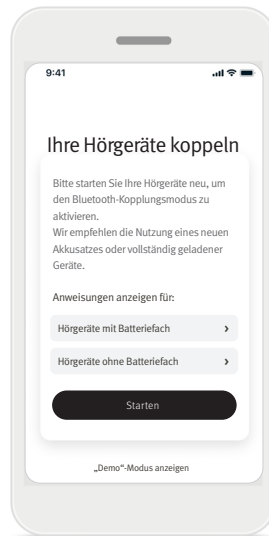 9:41
Ihre Hörgeräte koppeln
Bitte starten Sie Ihre Hörgeräte neu, um
den Bluetooth-Kopplungsmodus zu
aktivieren.
Wir empfehlen die Nutzung eines neuen
Akkusatzes oder vollständig geladener
Geräte.
Anweisungen anzeigen für:
Hörgeräte mit Batteriefach
Hörgeräte ohne Batteriefach
Starten
„Demo“-Modus anzeigen